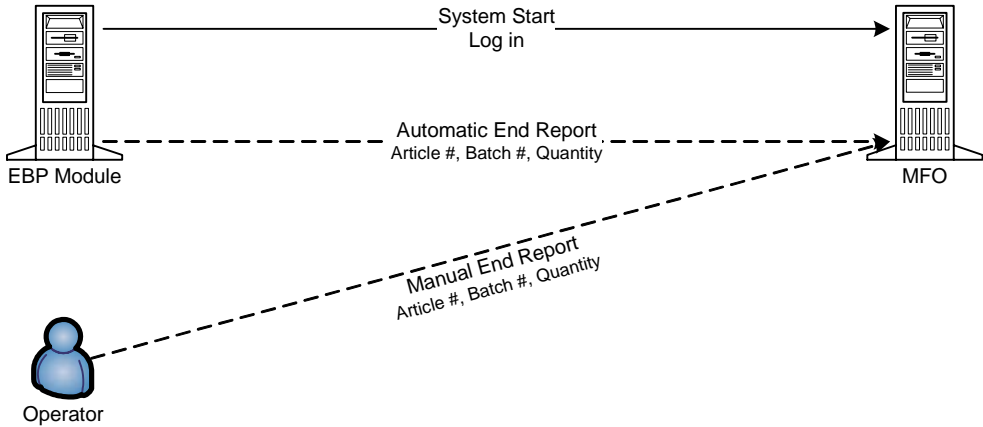 System Start
Log in
Automatic End Report
Article #, Batch #, Quantity
EBP Module
MFO
Manual End Report
Article #, Batch #, Quantity
Operator